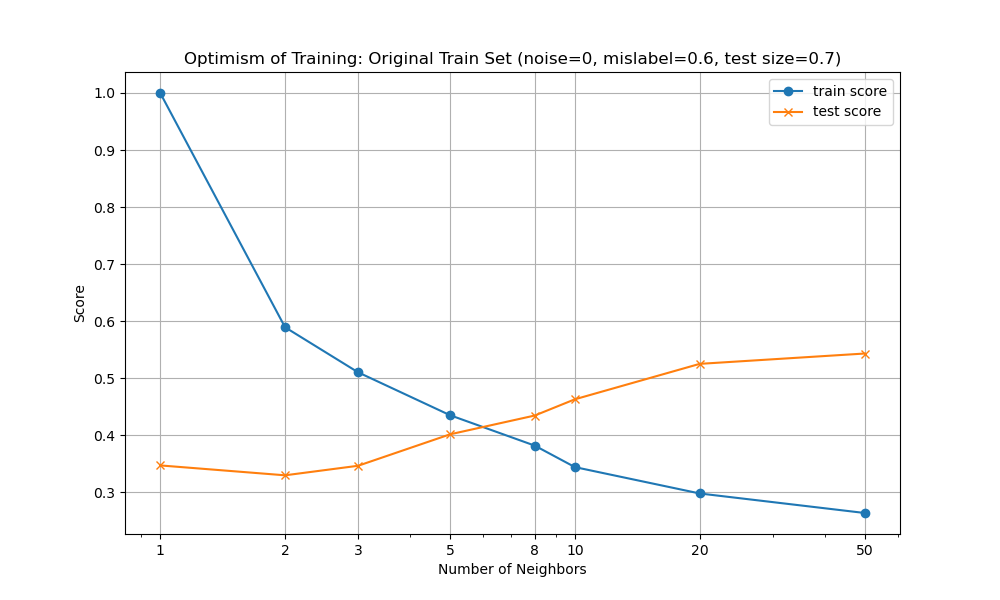 Optimism of Training: Original Train Set (noise=0, mislabel=0.6, test size=0.7)
train score
test score
1.0
0.9
0.8
0.7
0.6
0.5
0.4
0.3
Score
1 2 3 5 8 10 20 50
Number of Neighbors